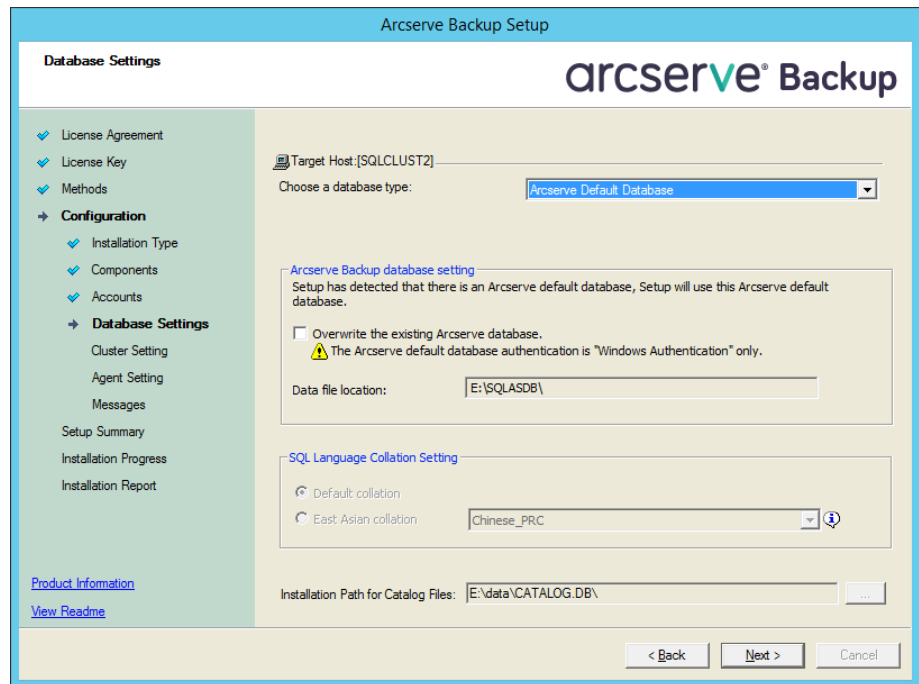 Arcserve Backup Setup
Database Settings
arcserve® Backup
License Agreement
License Key
Methods
Configuration
Installation Type
Components
Accounts
Database Settings
Cluster Setting
Agent Setting
Messages
Setup Summary
Installation Progress
Installation Report
Product Information
View Readme
Target Host:[SQLCLUST2]
Choose a database type: Arcserve Default Database
Arcserve Backup database setting
Setup has detected that there is an Arcserve default database, Setup will use this Arcserve default
database.
Overwrite the existing Arcserve database.
The Arcserve default database authentication is "Windows Authentication" only.
Data file location: E:\SQLASDB\
SQL Language Collation Setting
Default collation
East Asian collation Chinese_PRC
Installation Path for Catalog Files: E:\data\CATALOG.DB\ ...
< Back Next > Cancel